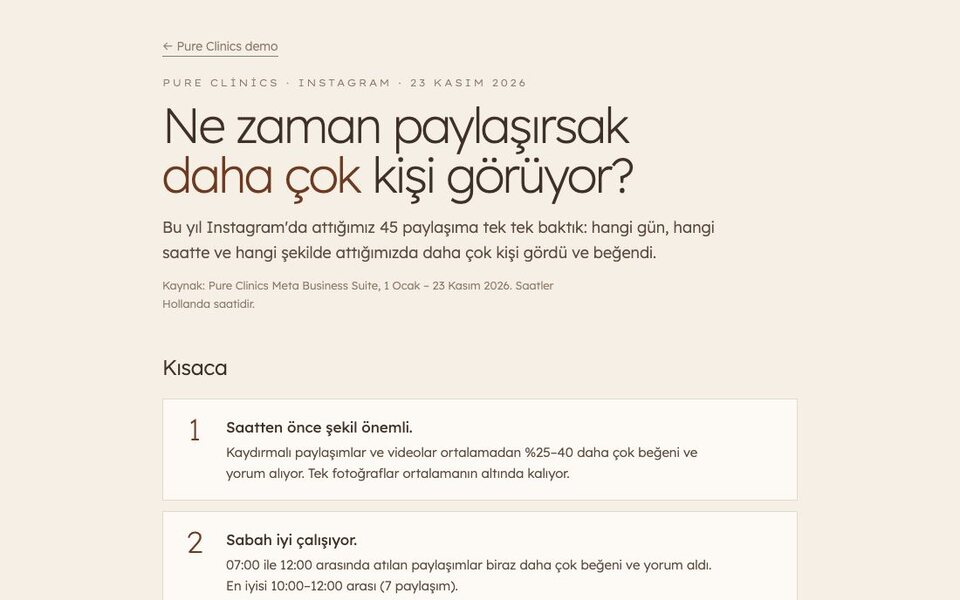 ← Pure Clinics demo
PURE CLİNİCS · INSTAGRAM · 23 KASIM 2026
Ne zaman paylaşırsak
daha çok kişi görüyor?
Bu yıl Instagram'da attığımız 45 paylaşıma tek tek baktık: hangi gün, hangi
saatte ve hangi şekilde attığımızda daha çok kişi gördü ve beğendi.
Kaynak: Pure Clinics Meta Business Suite, 1 Ocak – 23 Kasım 2026. Saatler
Hollanda saatidir.
Kısaca
1
Saatten önce şekil önemli.
Kaydırmalı paylaşımlar ve videolar ortalamadan %25–40 daha çok beğeni ve
yorum alıyor. Tek fotoğraflar ortalamanın altında kalıyor.
2
Sabah iyi çalışıyor.
07:00 ile 12:00 arasında atılan paylaşımlar biraz daha çok beğeni ve yorum aldı.
En iyisi 10:00–12:00 arası (7 paylaşım).